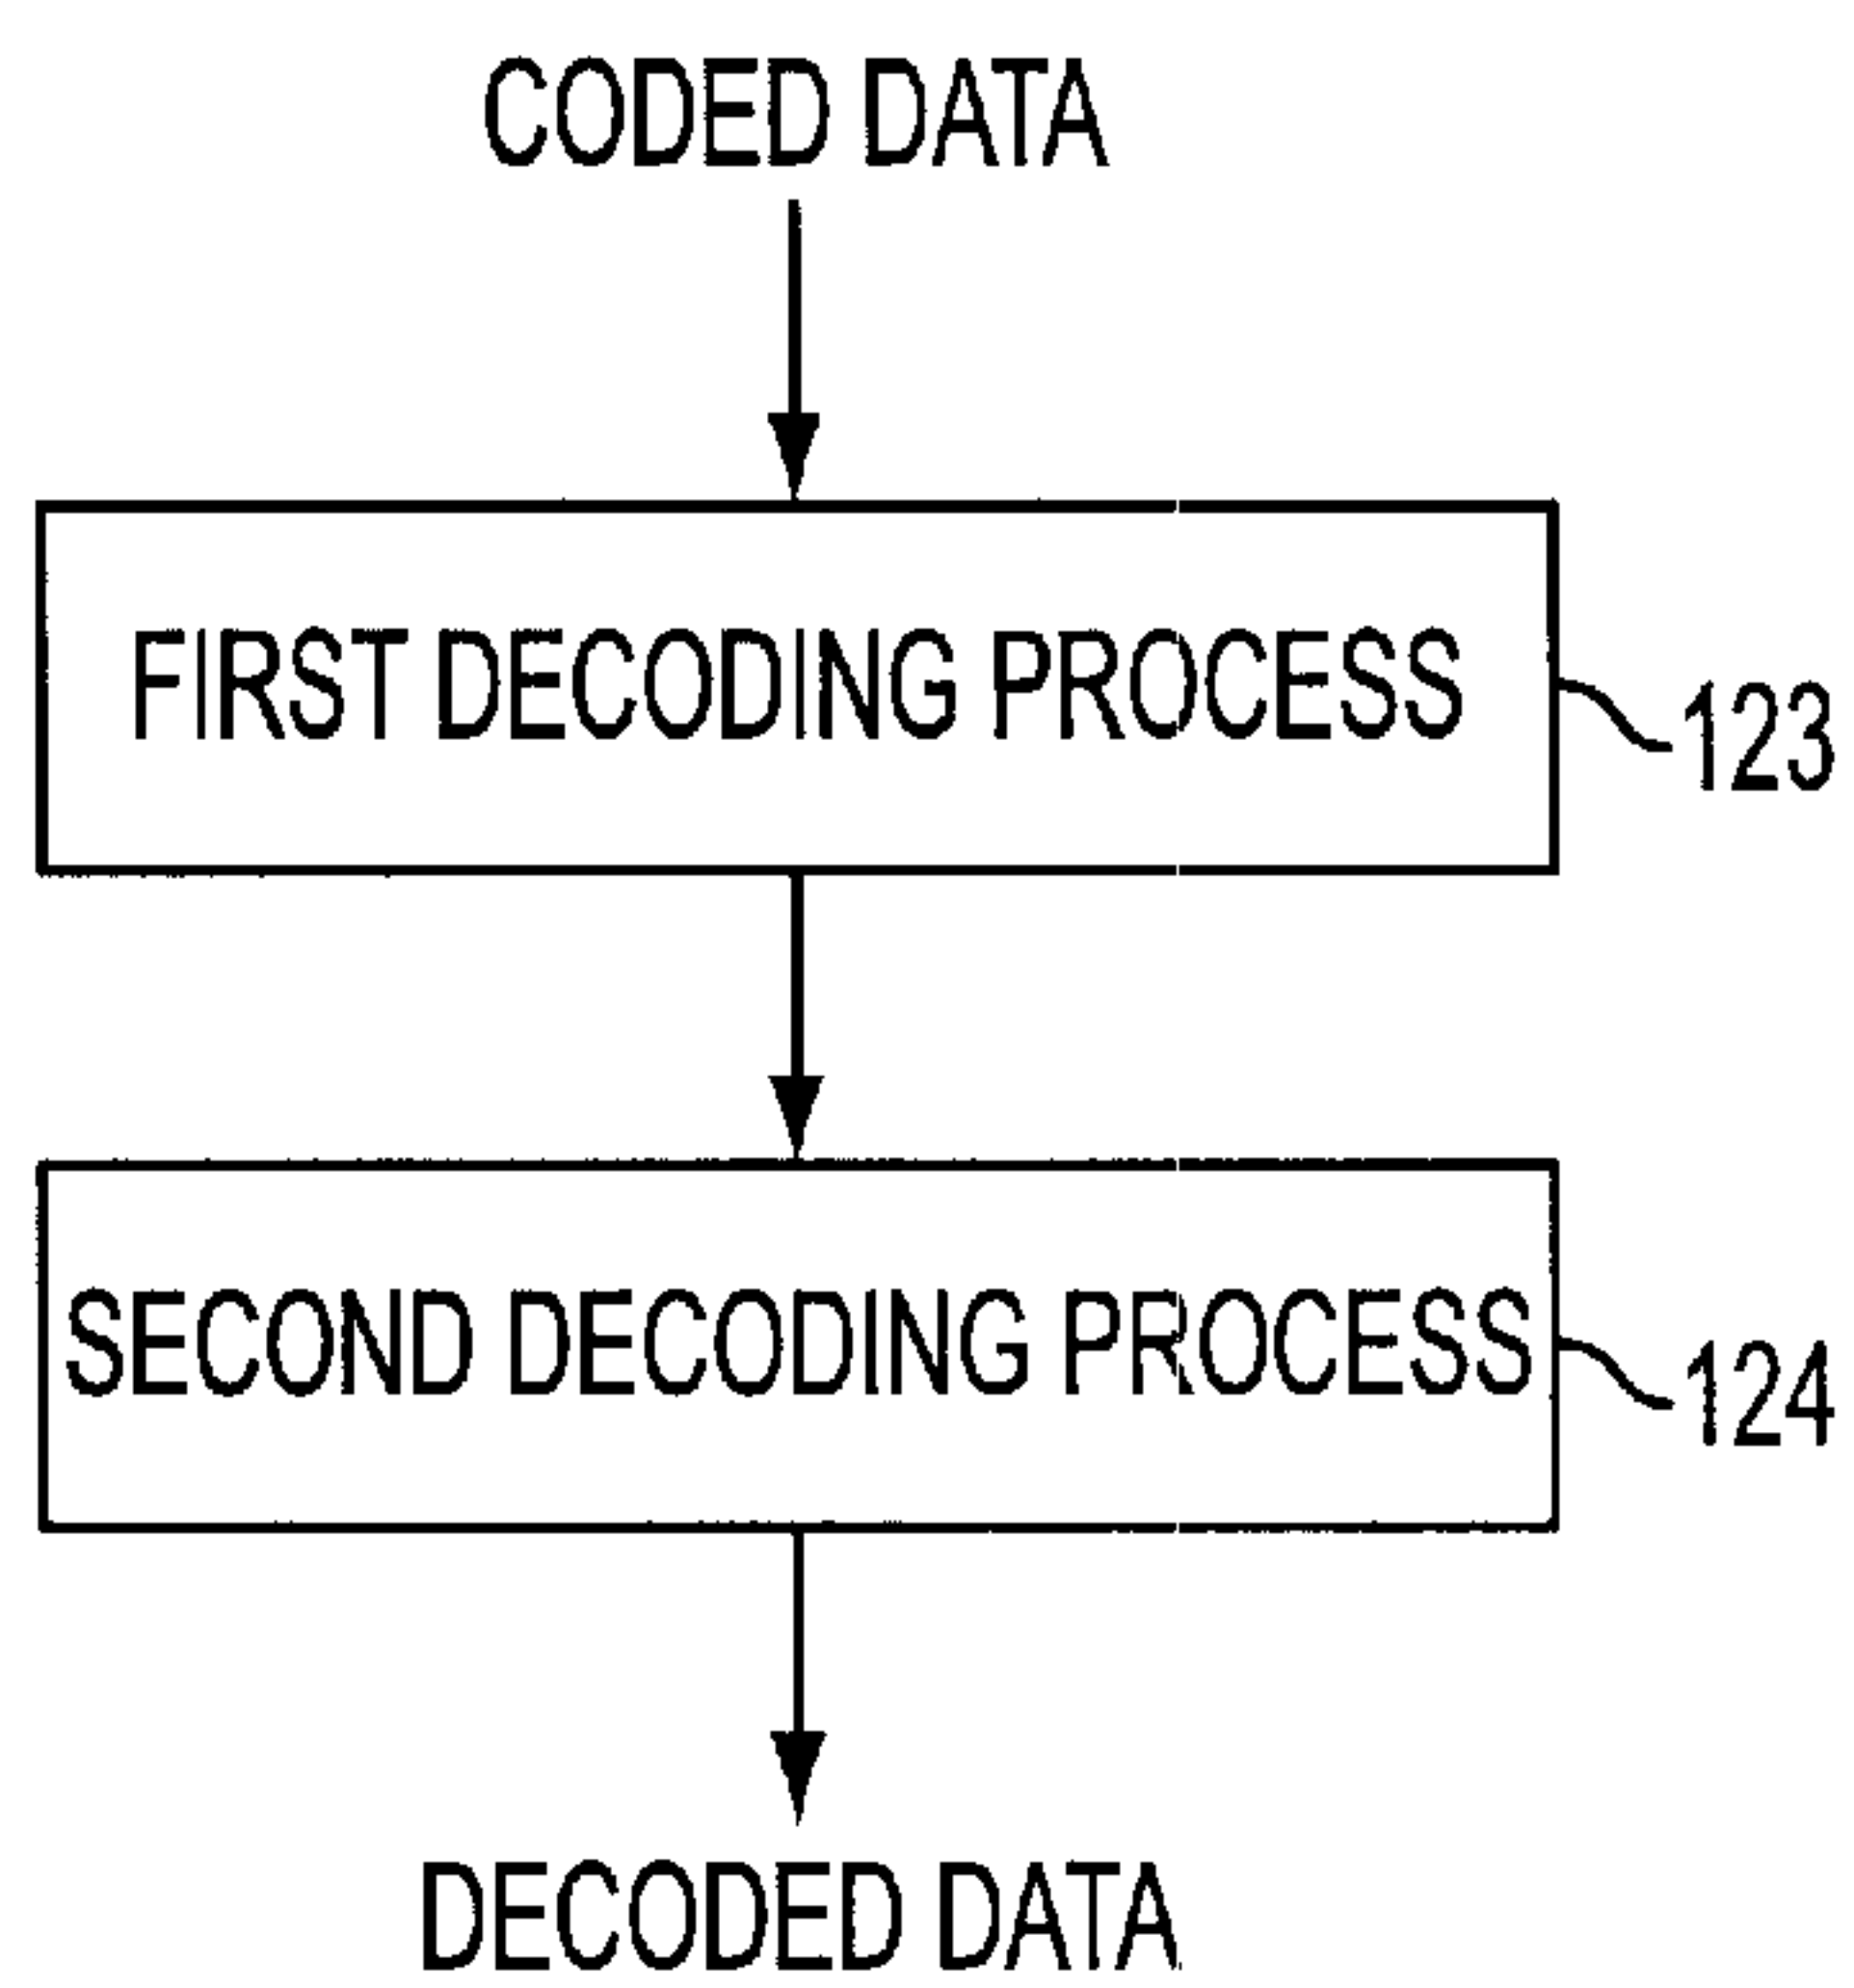 CODED DATA
FIRST DECODING PROCESS
123
SECOND DECODING PROCESS
124
DECODED DATA